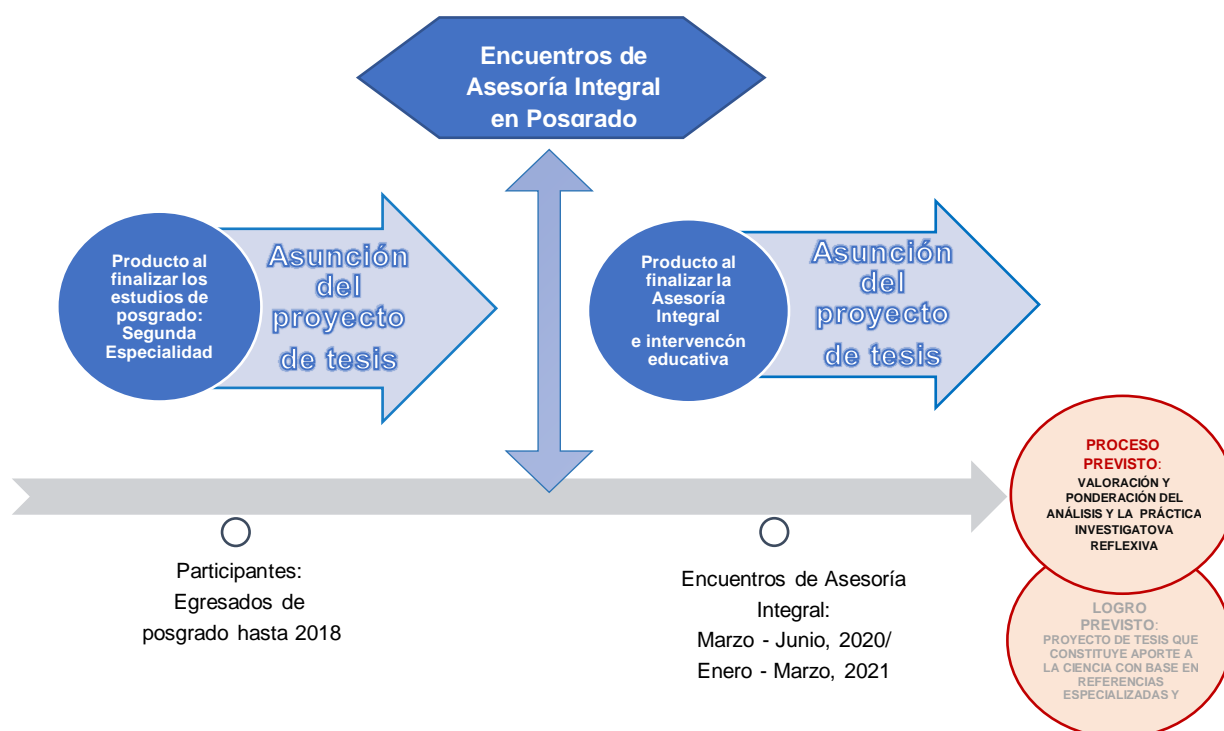 Encuentros de
Asesoría Integral
en Posgrado
Producto al
finalizar los
estudios de
posgrado:
Segunda
Especialidad
Asunción
del
proyecto
de tesis
Producto al
finalizar la
Asesoría
Integral
e intervencón
educativa
Asunción
del
proyecto
de tesis
PROCESO
PREVISTO:
VALORACIÓN Y
PONDERACIÓN DEL
ANÁLISIS Y LA PRÁCTICA
INVESTIGATOVA
REFLEXIVA
LOGRO
PREVISTO:
PROYECTO DE TESIS QUE
CONSTITUYE APORTE A
LA CIENCIA CON BASE EN
REFERENCIAS
ESPECIALIZADAS Y
Participantes:
Egresados de
posgrado hasta 2018
Encuentros de Asesoría
Integral:
Marzo - Junio, 2020/
Enero - Marzo, 2021